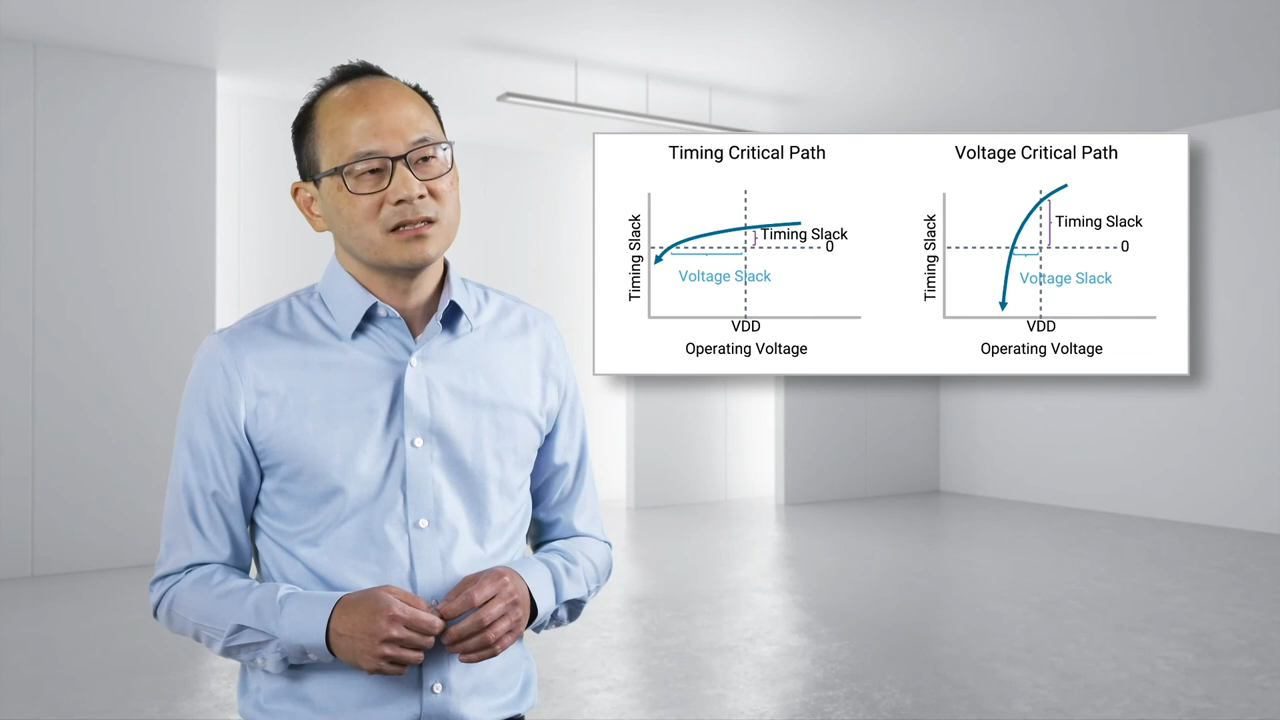 Timing Critical Path
Timing Slack
Timing Slack
0
Voltage Slack
VDD
Operating Voltage
Voltage Critical Path
Timing Slack
Timing Slack
0
Voltage Slack
VDD
Operating Voltage